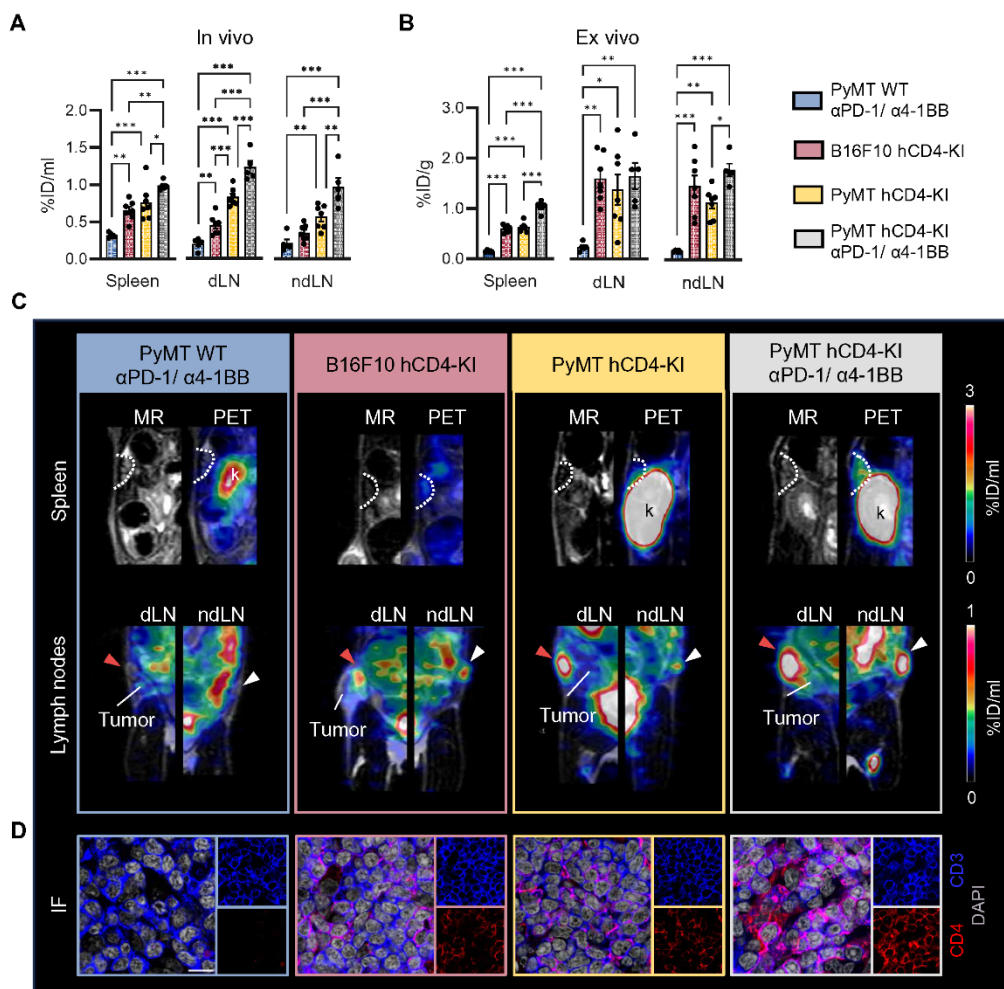 A
In vivo
%ID/ml
2.0
1.5
1.0
0.5
0.0
*** ** *** * **
*** *** *** *** *** **
*** *** ** **
Spleen
dLN
ndLN
B
Ex vivo
%ID/g
3.0
2.0
1.0
0.0
*** *** *** *** ***
** * **
*** ** *** *
Spleen
dLN
ndLN
PyMT WT
αPD-1/ α4-1BB
B16F10 hCD4-KI
PyMT hCD4-KI
PyMT hCD4-KI
αPD-1/ α4-1BB
C
PyMT WT
αPD-1/ α4-1BB
B16F10 hCD4-KI
PyMT hCD4-KI
PyMT hCD4-KI
αPD-1/ α4-1BB
Spleen
MR PET
k
MR PET
MR PET
k
MR PET
k
3
%ID/ml
0
Lymph nodes
dLN ndLN
Tumor
dLN ndLN
Tumor
dLN ndLN
Tumor
dLN ndLN
Tumor
1
%ID/ml
0
D
IF
CD4 CD3
DAPI